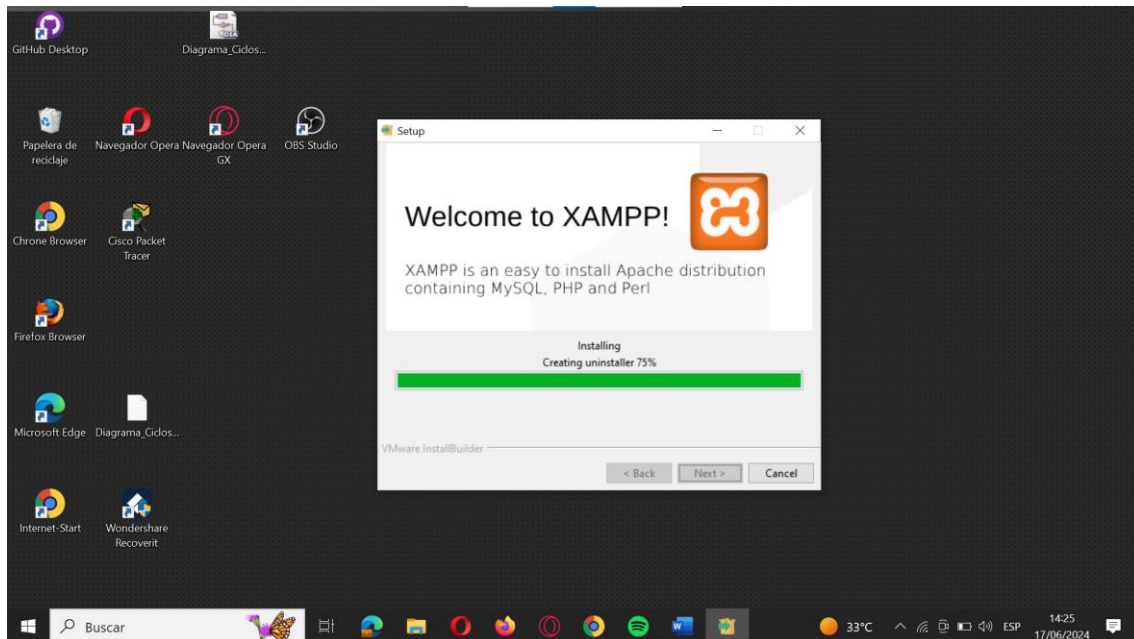 GitHub Desktop
Diagrama_Ciclos...
Papelera de
reciclaje
Navegador Opera
Navegador Opera
GX
OBS Studio
Chrone Browser
Cisco Packet
Tracer
Firefox Browser
Microsoft Edge
Diagrama_Ciclos...
Internet-Start
Wondershare
Recoverit
Setup
Welcome to XAMPP!
XAMPP is an easy to install Apache distribution
containing MySQL, PHP and Perl
Installing
Creating uninstaller 75%
VMware InstallBuilder
< Back
Next >
Cancel
Buscar
33°C
ESP
14:25
17/06/2024